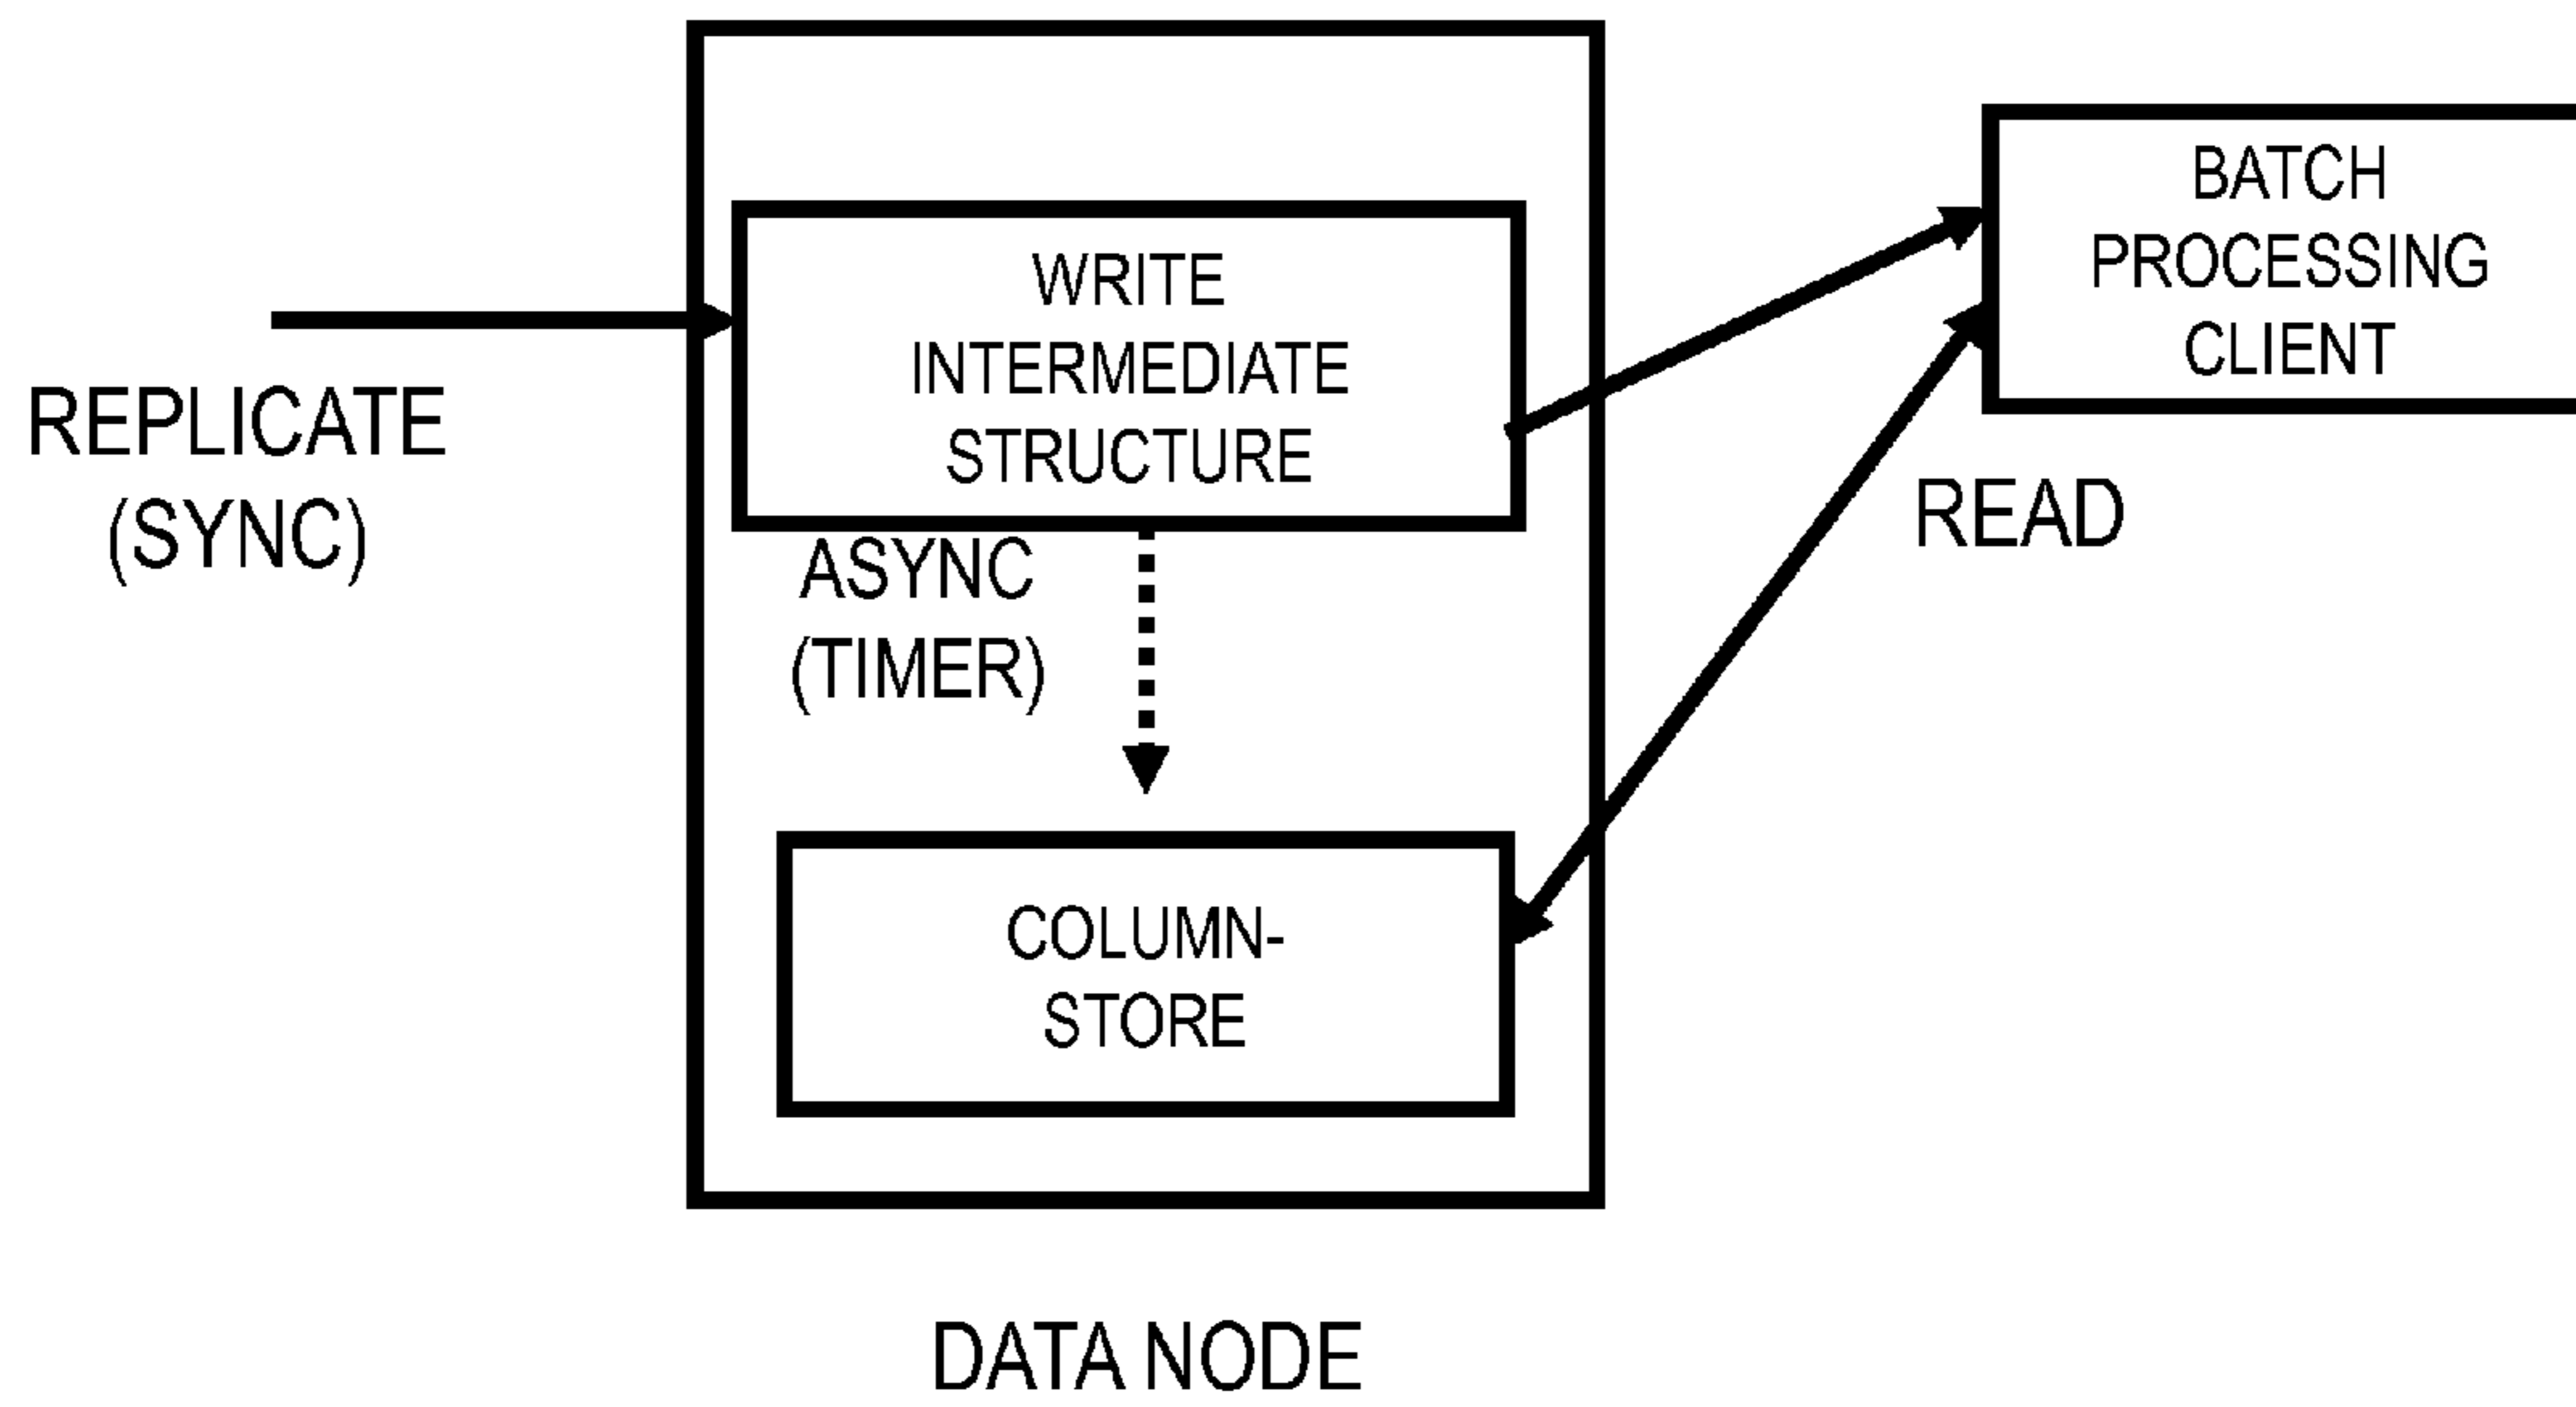 REPLICATE
(SYNC)
WRITE
INTERMEDIATE
STRUCTURE
ASYNC
(TIMER)
COLUMN-
STORE
DATA NODE
BATCH
PROCESSING
CLIENT
READ